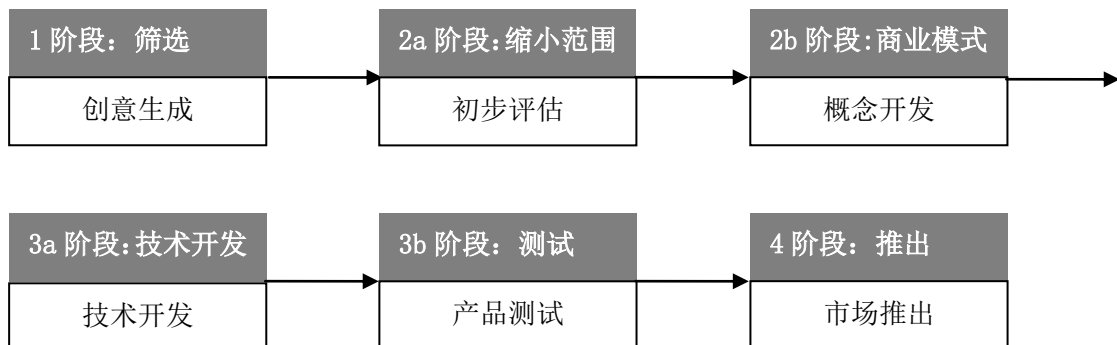 1 阶段：筛选
创意生成
2a 阶段:缩小范围
初步评估
2b 阶段:商业模式
概念开发
3a 阶段:技术开发
技术开发
3b 阶段：测试
产品测试
4 阶段：推出
市场推出